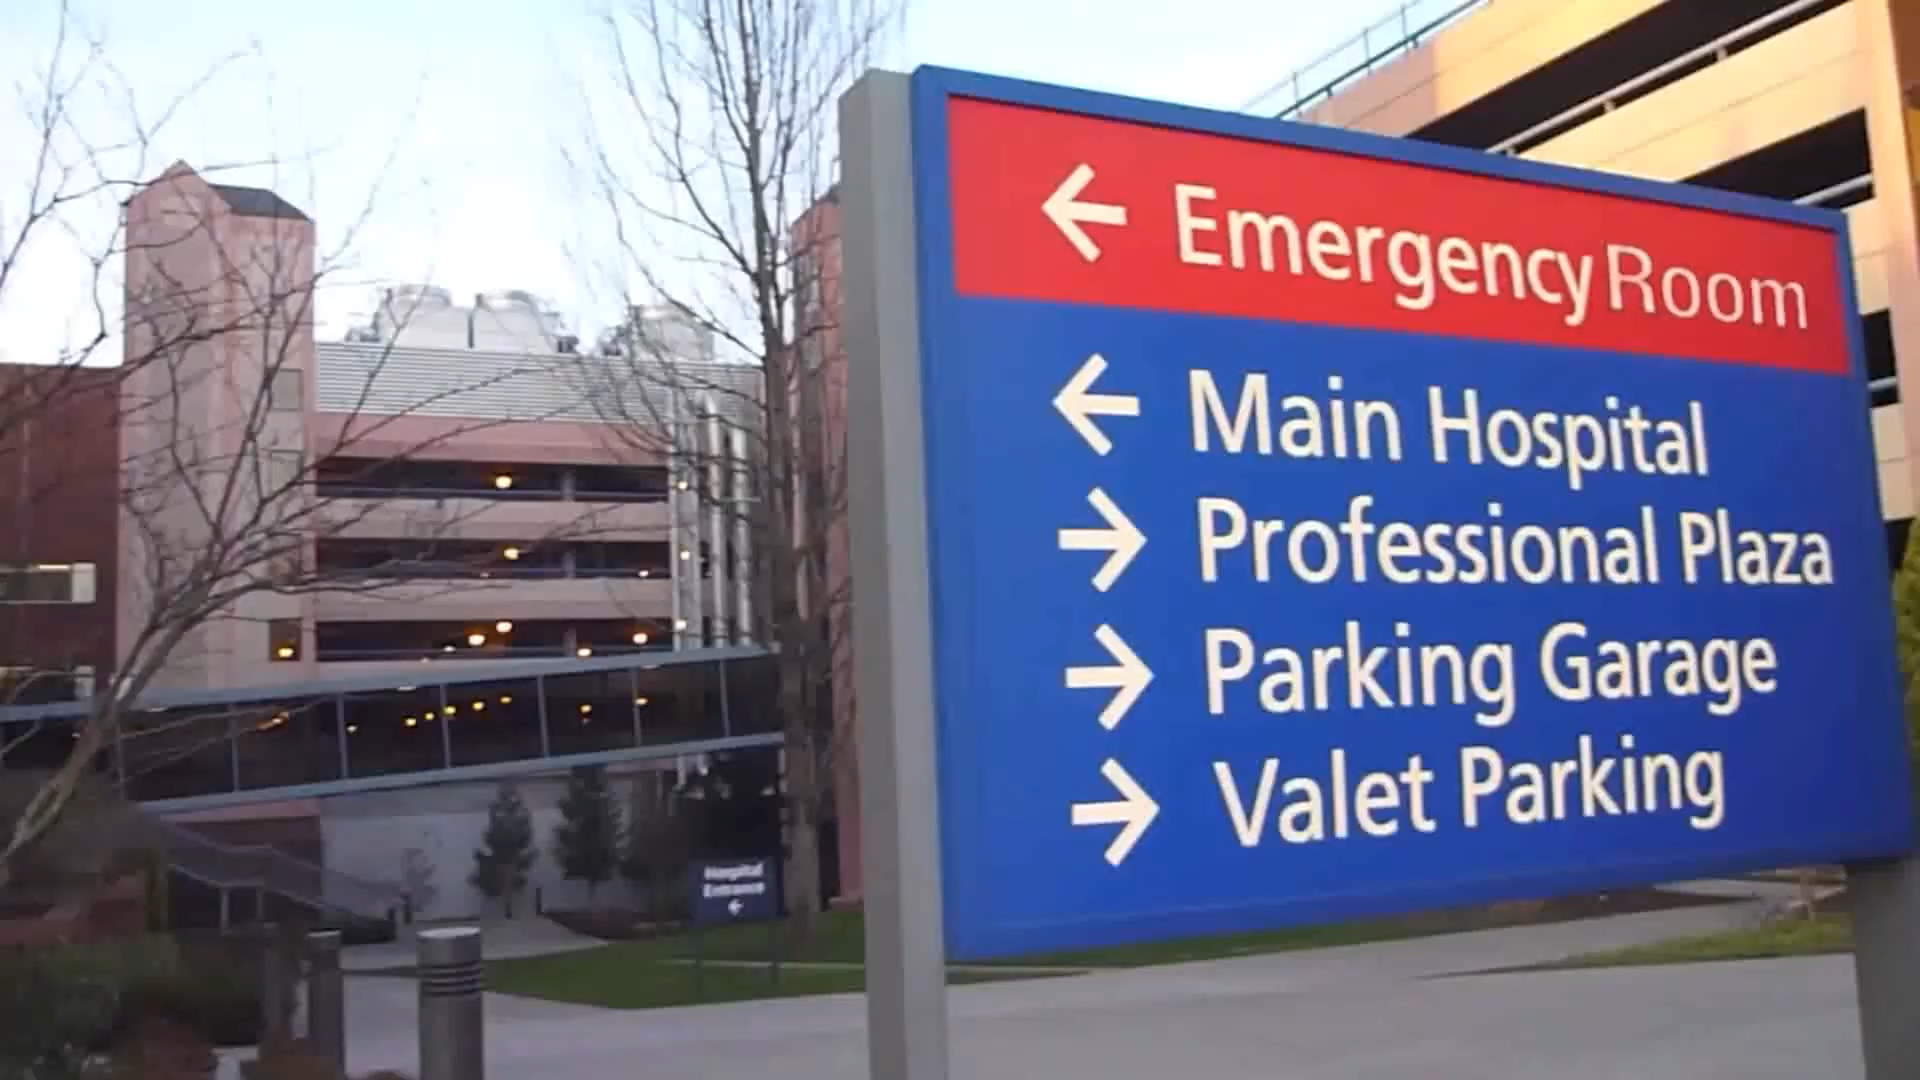 ← Emergency Room
← Main Hospital
→ Professional Plaza
→ Parking Garage
→ Valet Parking
Hospital
Entrance
←